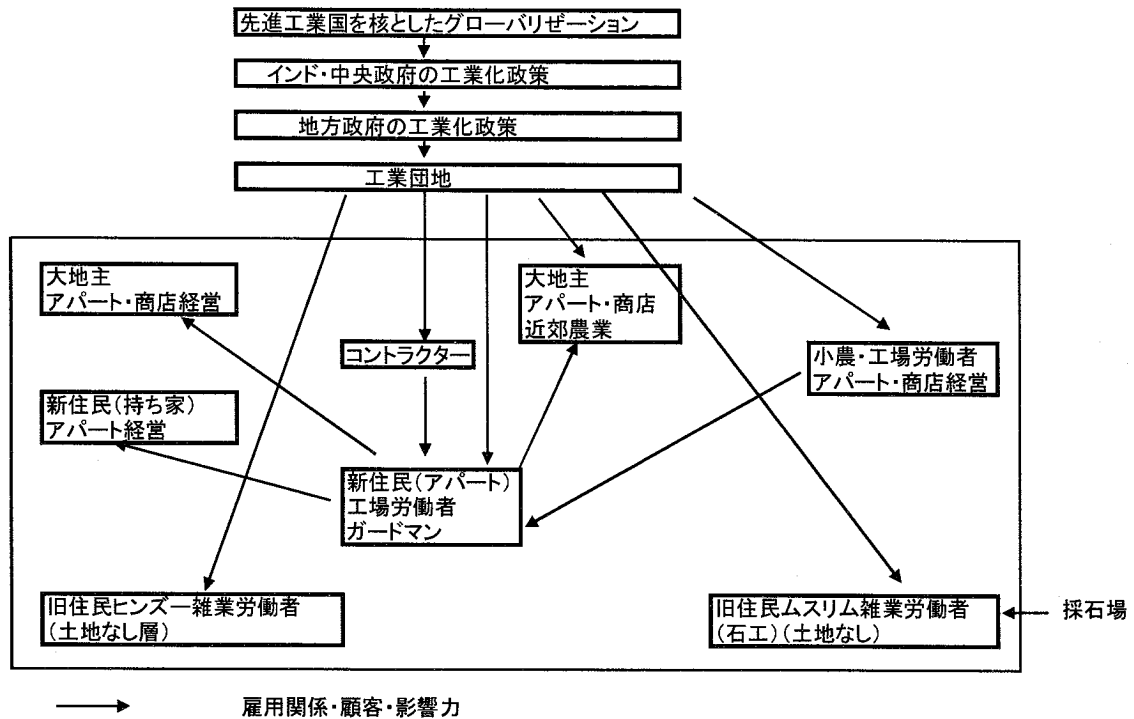 先進工業国を核としたグローバリゼーション
インド・中央政府の工業化政策
地方政府の工業化政策
工業団地
大地主
アパート・商店経営
大地主
アパート・商店
近郊農業
コントラクター
小農・工場労働者
アパート・商店経営
新住民(持ち家)
アパート経営
新住民(アパート)
工場労働者
ガードマン
旧住民ヒンズー雑業労働者
(土地なし層)
旧住民ムスリム雑業労働者
(石工)(土地なし)
採石場
雇用関係・顧客・影響力